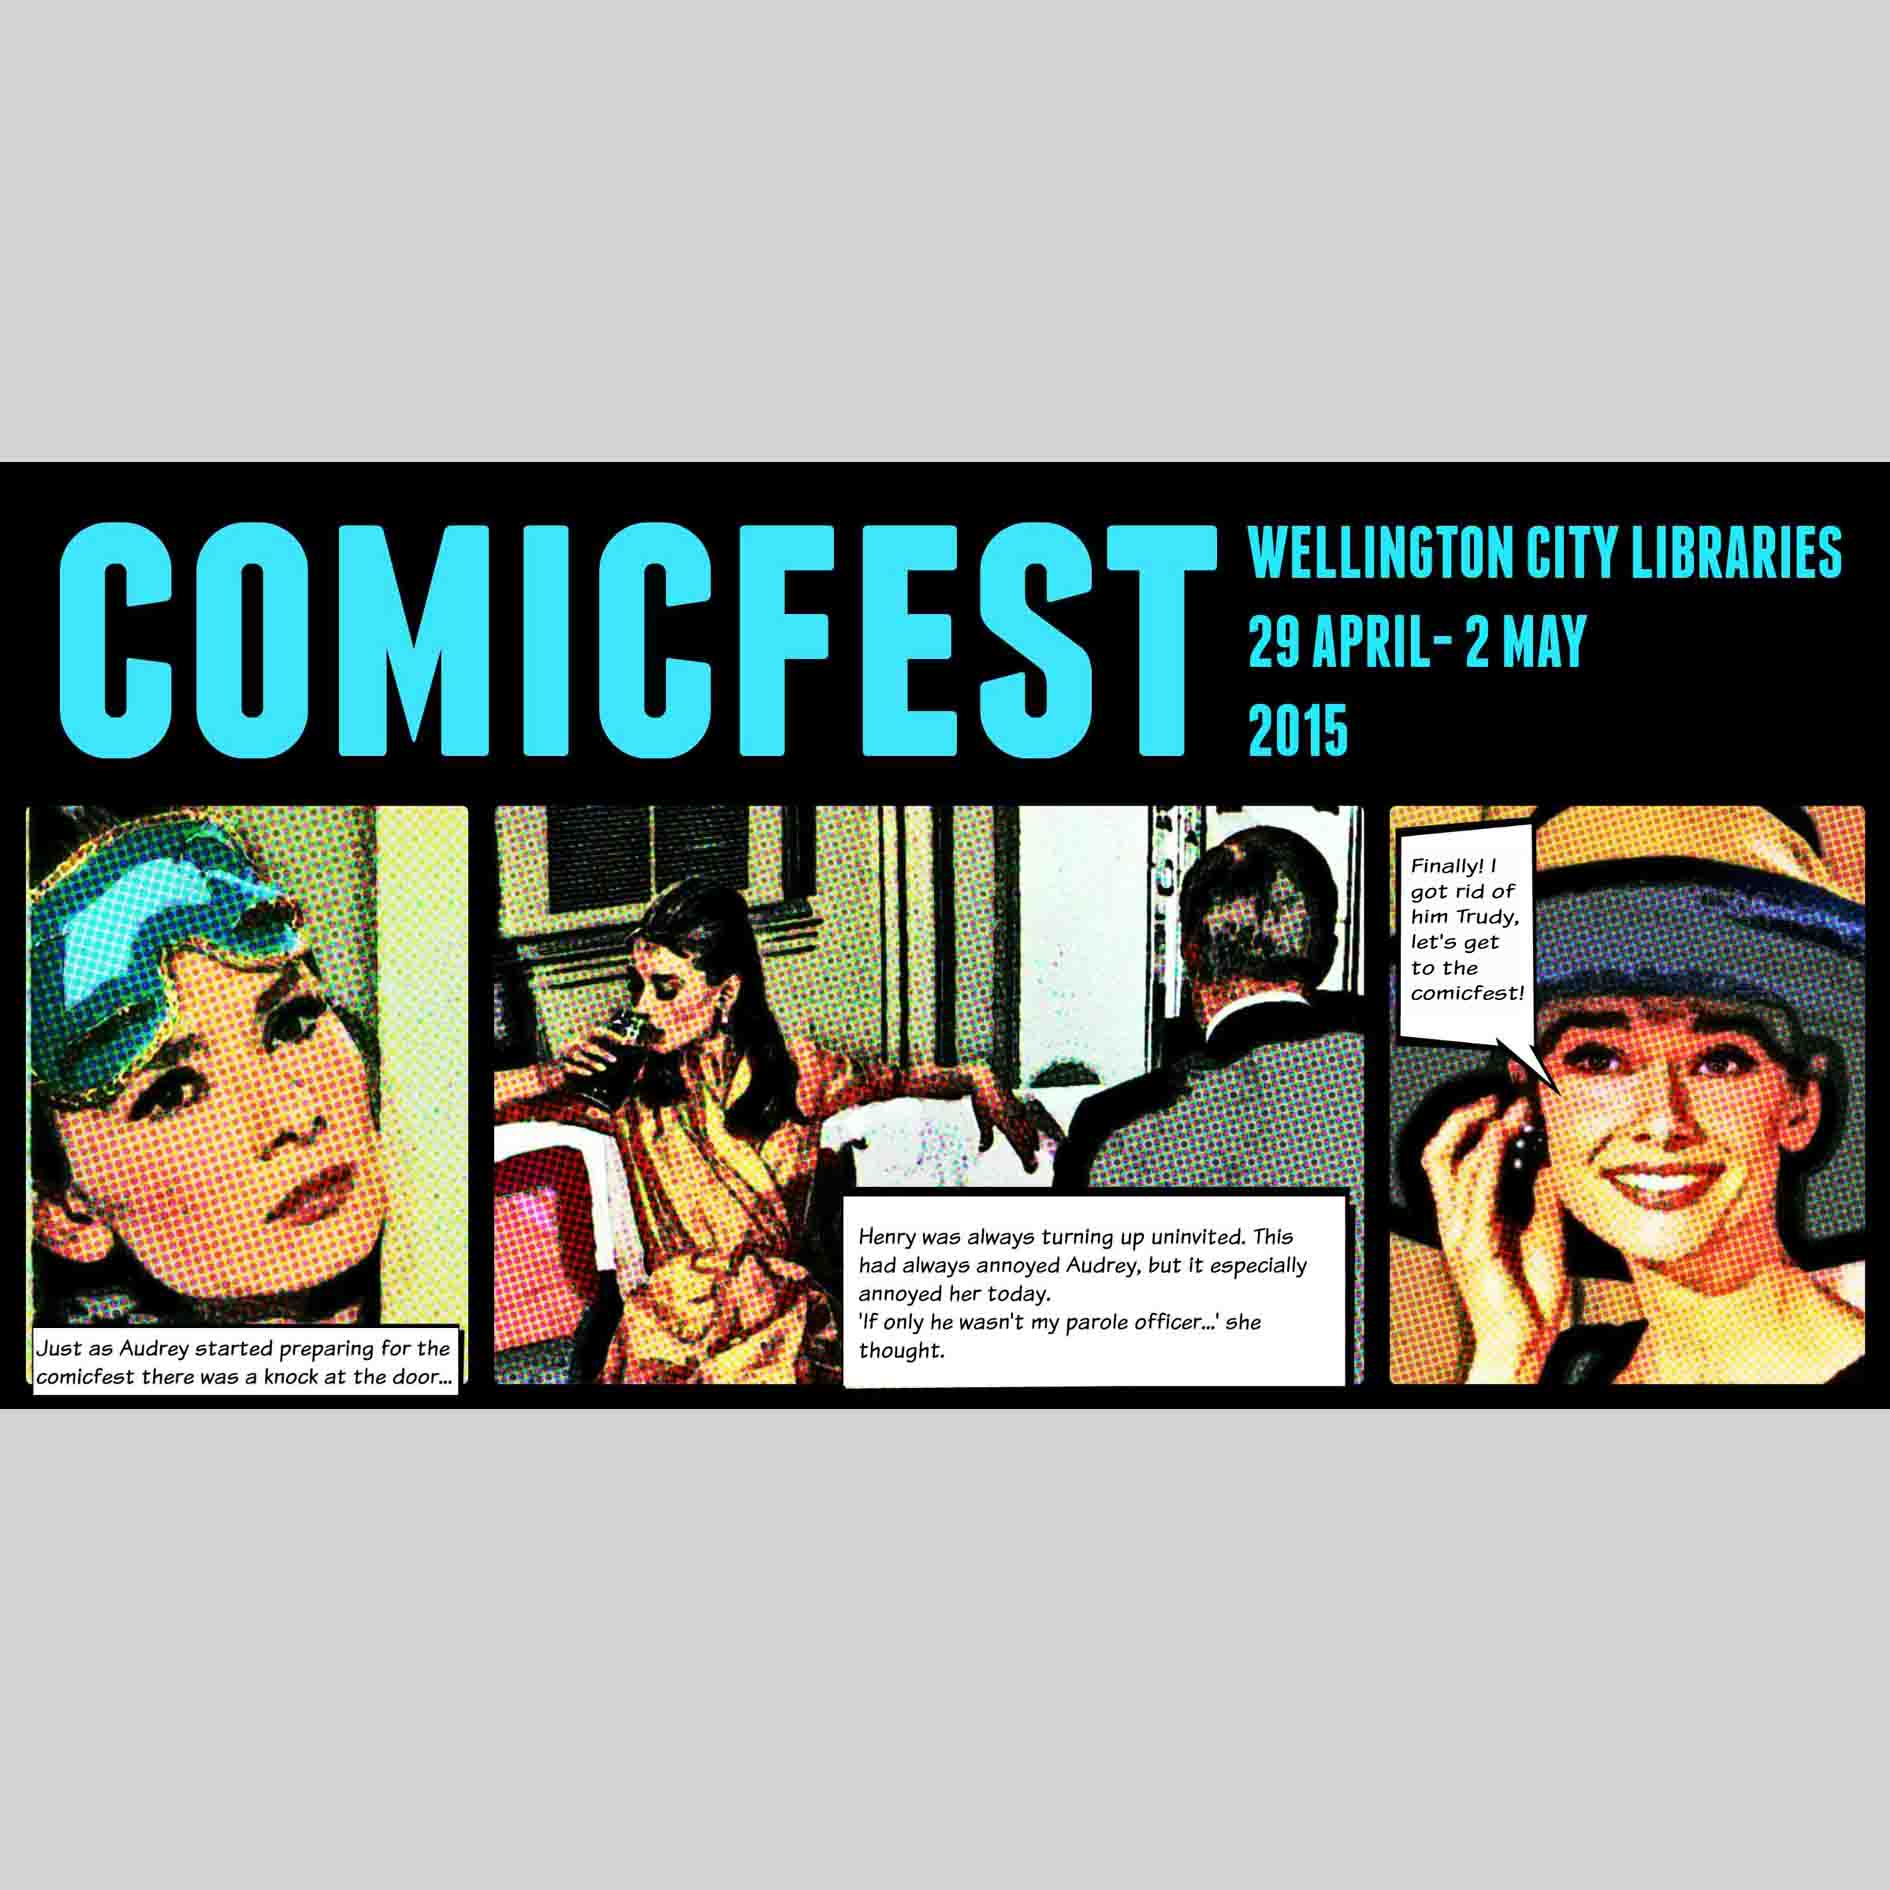 COMICFEST
WELLINGTON CITY LIBRARIES
29 APRIL- 2 MAY
2015
Just as Audrey started preparing for the
comicfest there was a knock at the door...
Henry was always turning up uninvited. This
had always annoyed Audrey, but it especially
annoyed her today.
'If only he wasn't my parole officer...' she
thought.
Finally! I
got rid of
him Trudy,
let's get
to the
comicfest!